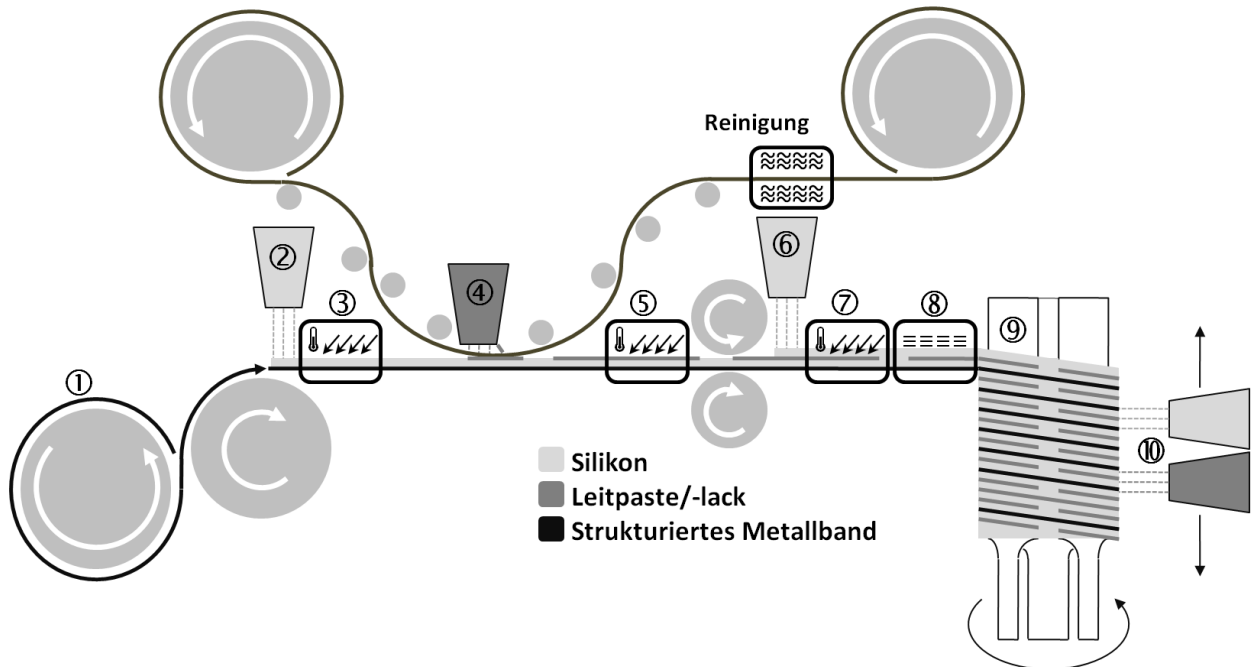 Reinigung
②
⑥
③
④
⑤
⑦
⑧
⑨
①
⑩
Silikon
Leitpaste/-lack
Strukturiertes Metallband